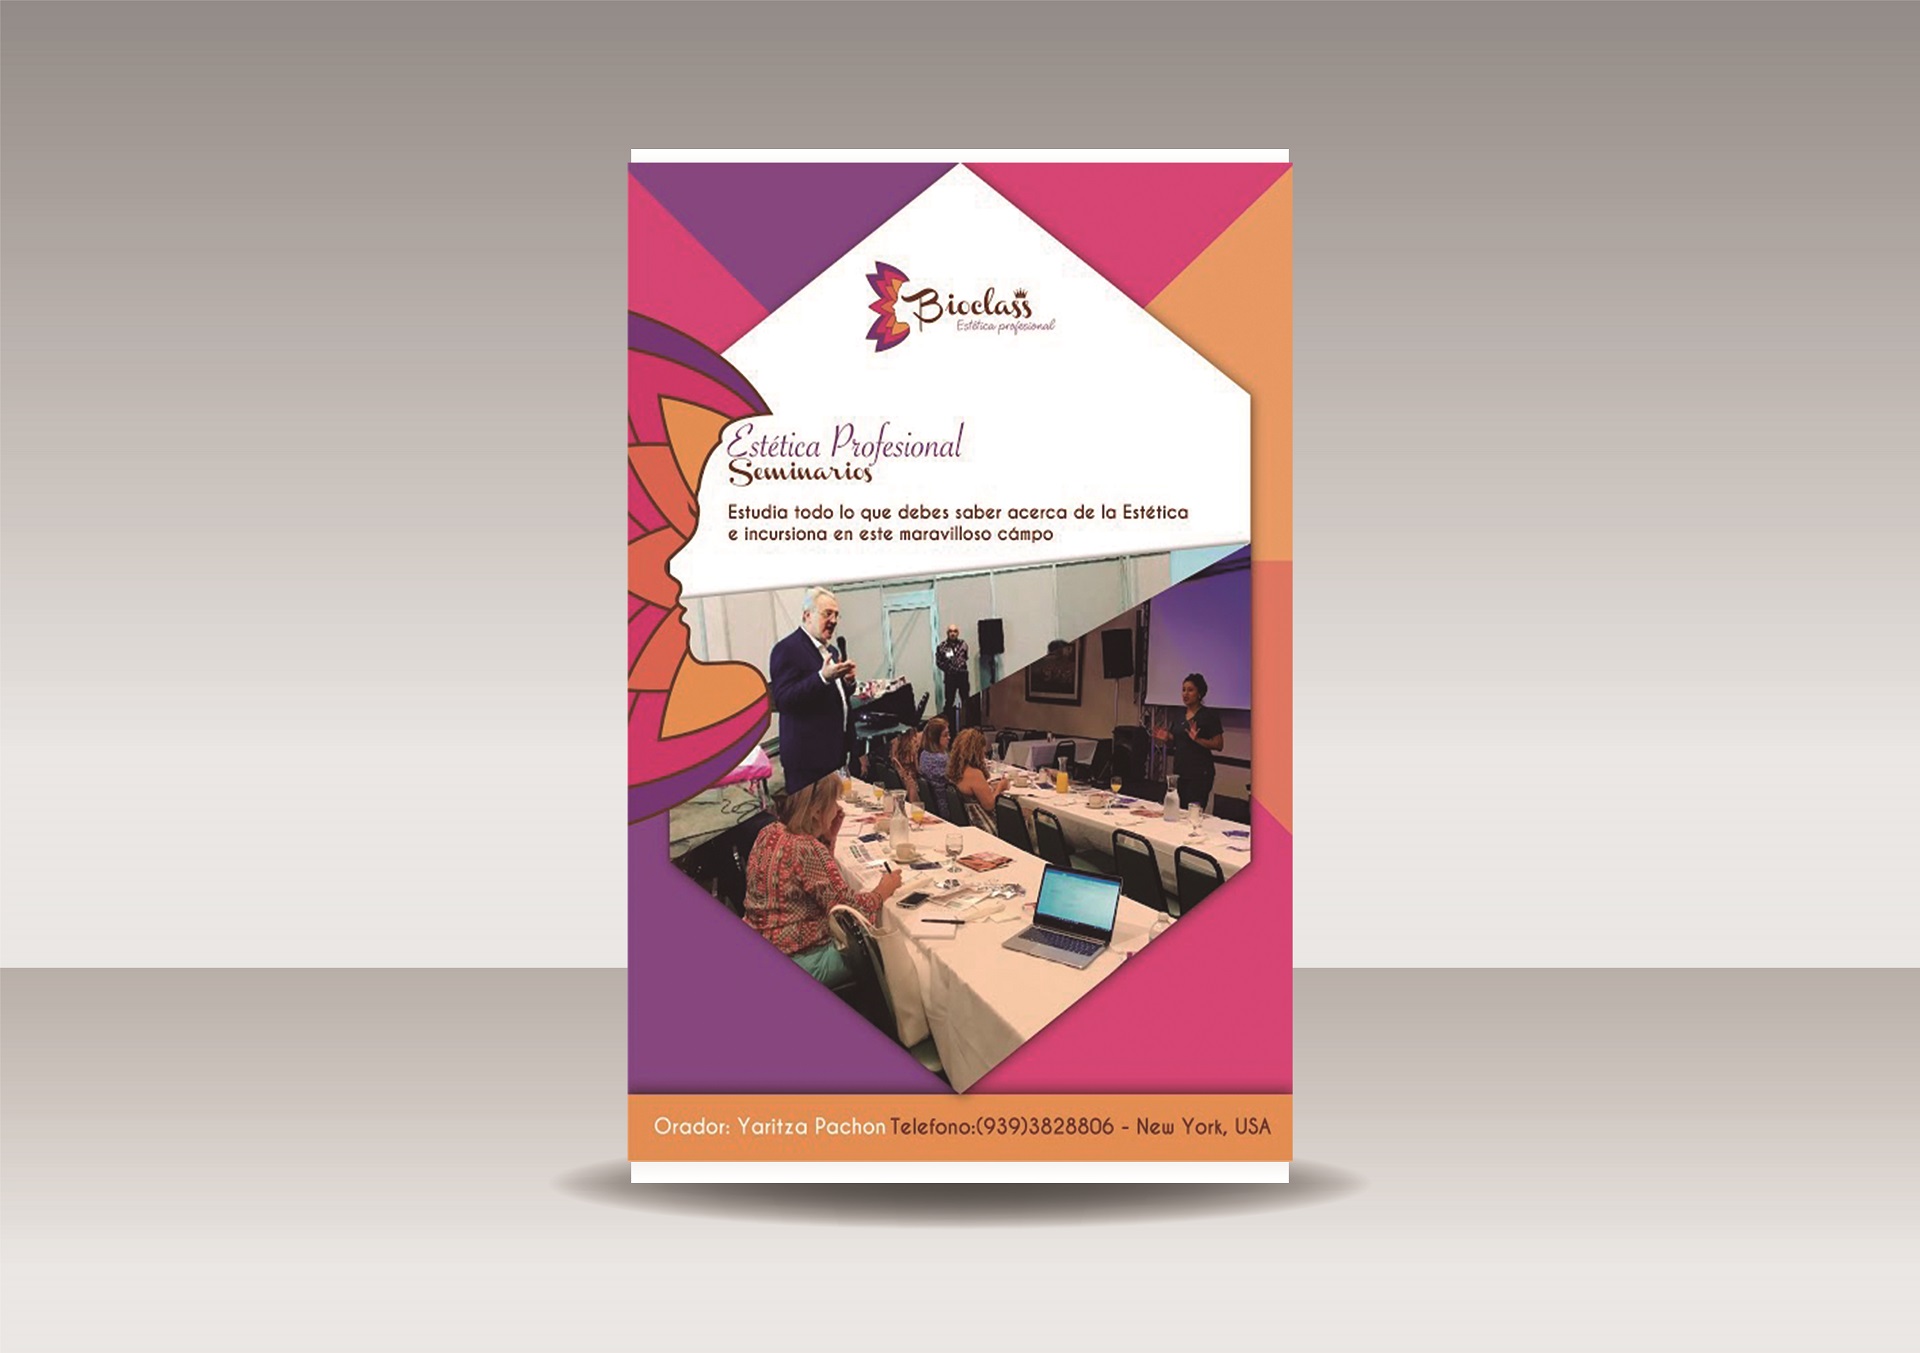 Bioclass
Estética profesional
Estética Profesional
Seminarios
Estudia todo lo que debes saber acerca de la Estética
e incursiona en este maravilloso cámpo
Orador: Yaritza Pachon Telefono:(939)3828806 - New York, USA